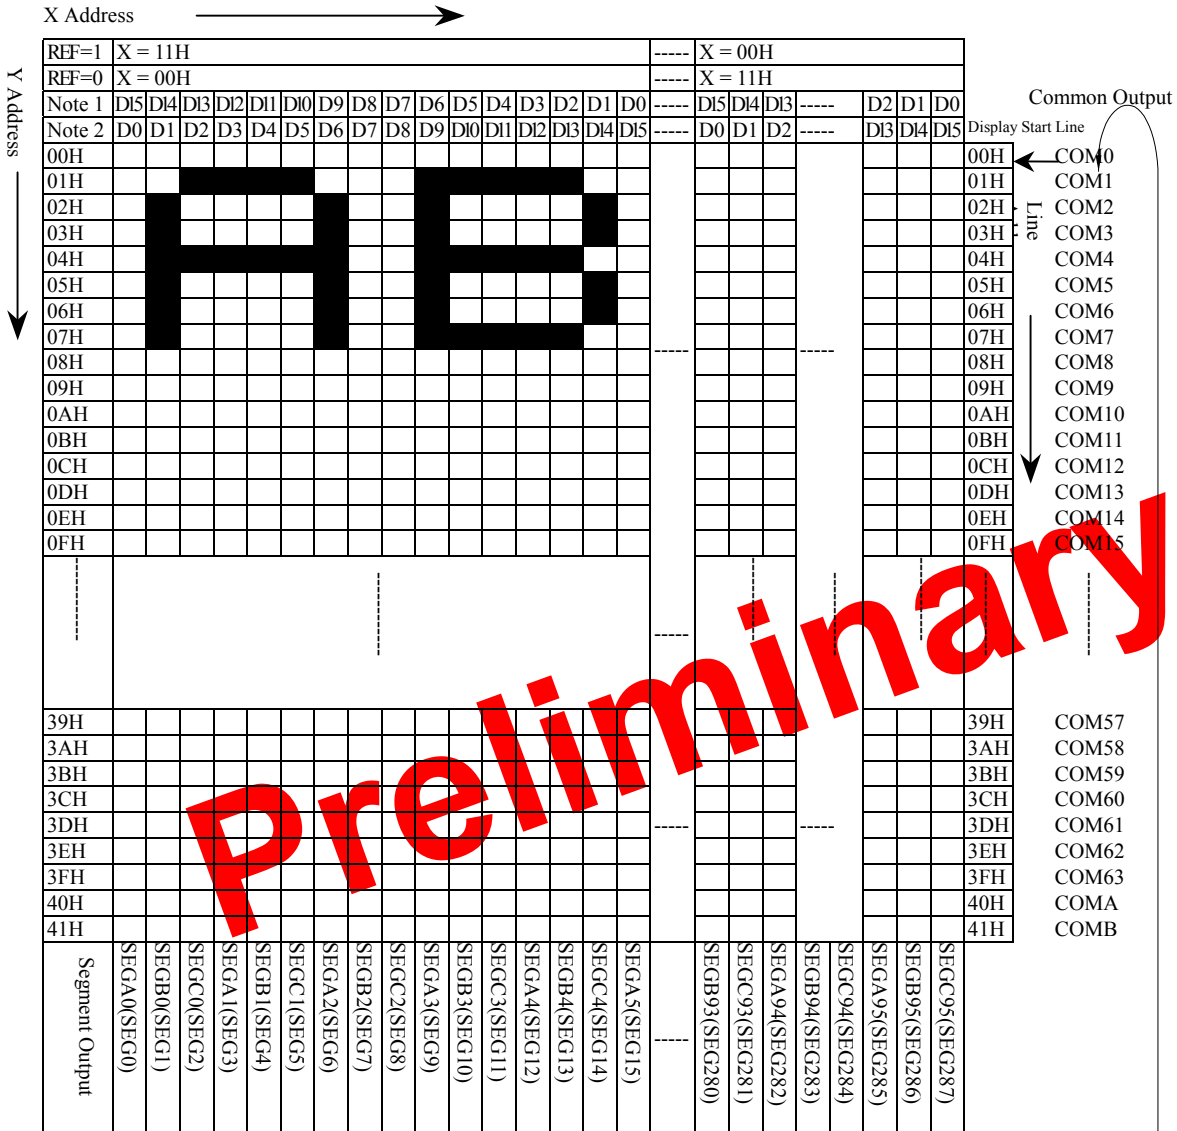 X Address
Y Address
REF=1 X = 11H ----- X = 00H
REF=0 X = 00H ----- X = 11H
Note 1 D15 D14 D13 D12 D11 D10 D9 D8 D7 D6 D5 D4 D3 D2 D1 D0 ----- D15 D14 D13 ----- D2 D1 D0 Common Output
Note 2 D0 D1 D2 D3 D4 D5 D6 D7 D8 D9 D10 D11 D12 D13 D14 D15 ----- D0 D1 D2 ----- D13 D14 D15 Display Start Line
00H 00H COM0
01H 01H COM1
02H 02H COM2
03H 03H COM3
Line
04H 04H COM4
05H 05H COM5
06H 06H COM6
07H 07H COM7
----- -----
08H 08H COM8
09H 09H COM9
0AH 0AH COM10
0BH 0BH COM11
0CH 0CH COM12
0DH 0DH COM13
0EH 0EH COM14
0FH 0FH COM15
-----
39H 39H COM57
3AH 3AH COM58
3BH 3BH COM59
3CH 3CH COM60
3DH ----- ----- 3DH COM61
3EH 3EH COM62
3FH 3FH COM63
40H 40H COMA
41H 41H COMB
Segment Output
SEGA0(SEG0)
SEGB0(SEG1)
SEGC0(SEG2)
SEGA1(SEG3)
SEGB1(SEG4)
SEGC1(SEG5)
SEGA2(SEG6)
SEGB2(SEG7)
SEGC2(SEG8)
SEGA3(SEG9)
SEGB3(SEG10)
SEGC3(SEG11)
SEGA4(SEG12)
SEGB4(SEG13)
SEGC4(SEG14)
SEGA5(SEG15)
-----
SEGB93(SEG280)
SEGC93(SEG281)
SEGA94(SEG282)
SEGB94(SEG283)
SEGC94(SEG284)
SEGA95(SEG285)
SEGB95(SEG286)
SEGC95(SEG287)
Preliminary